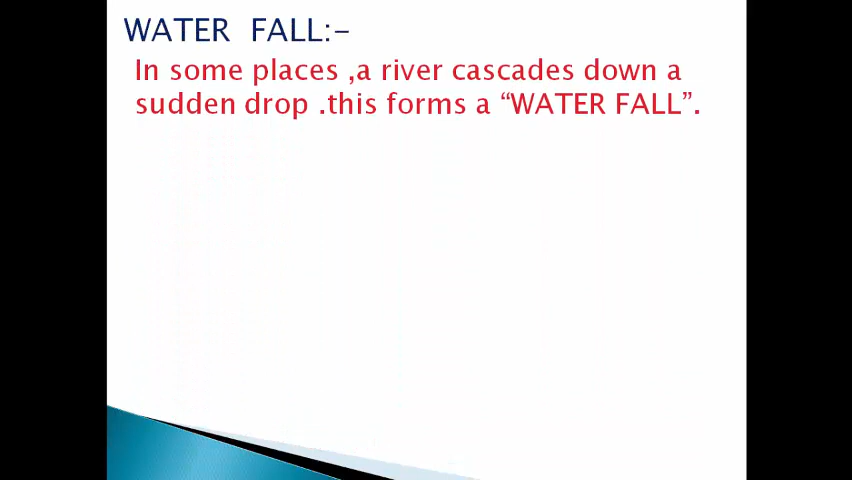 WATER  FALL:-
In some places ,a river cascades down a
sudden drop .this forms a “WATER FALL”.